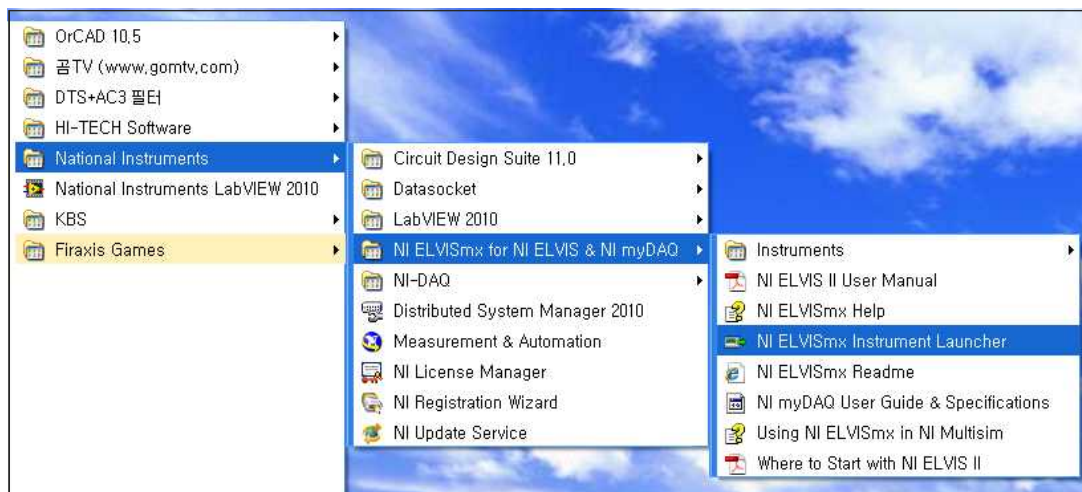 OrCAD 10,5
곰TV (www,gomtv,com)
DTS+AC3 필터
HI-TECH Software
National Instruments
National Instruments LabVIEW 2010
KBS
Firaxis Games
Circuit Design Suite 11,0
Datasocket
LabVIEW 2010
NI ELVISmx for NI ELVIS & NI myDAQ
NI-DAQ
Distributed System Manager 2010
Measurement & Automation
NI License Manager
NI Registration Wizard
NI Update Service
Instruments
NI ELVIS II User Manual
NI ELVISmx Help
NI ELVISmx Instrument Launcher
NI ELVISmx Readme
NI myDAQ User Guide & Specifications
Using NI ELVISmx in NI Multisim
Where to Start with NI ELVIS II